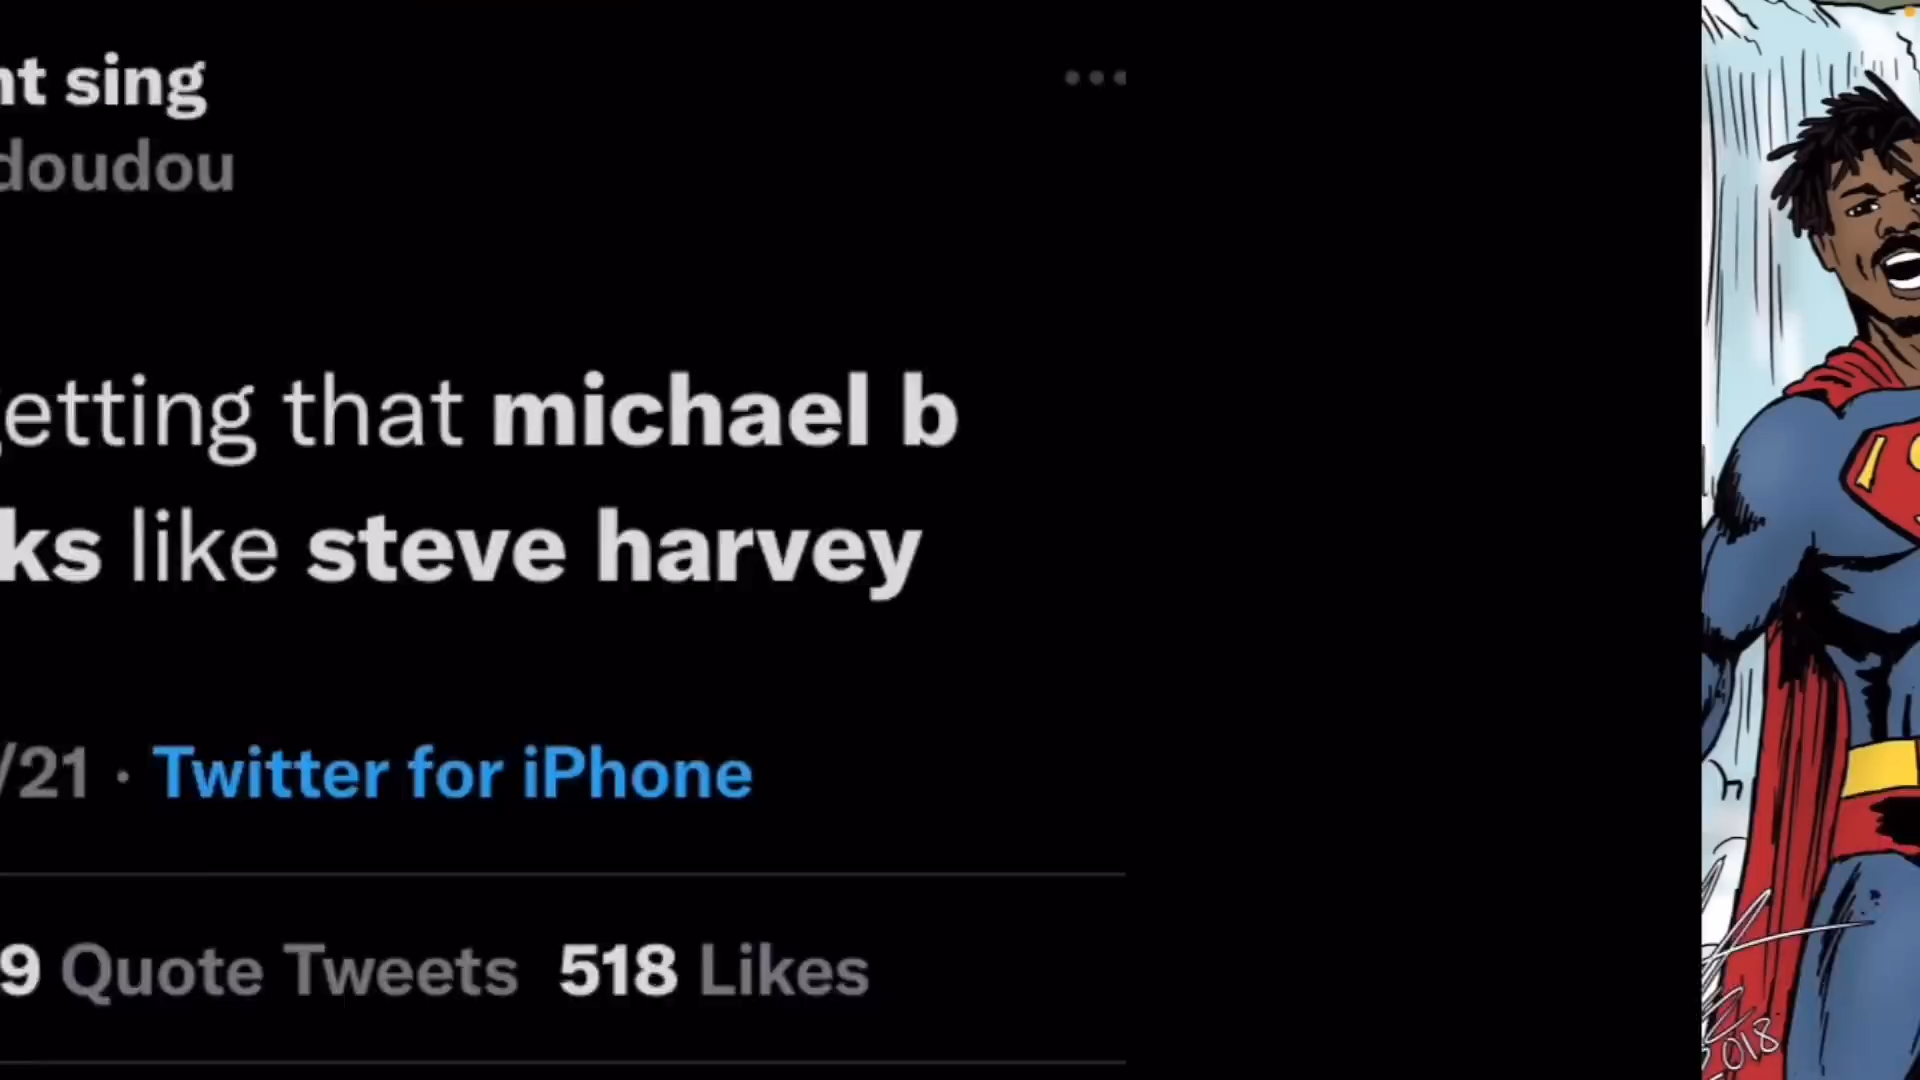 nt sing
doudou
etting that michael b
ks like steve harvey
/21 · Twitter for iPhone
9 Quote Tweets 518 Likes
2018